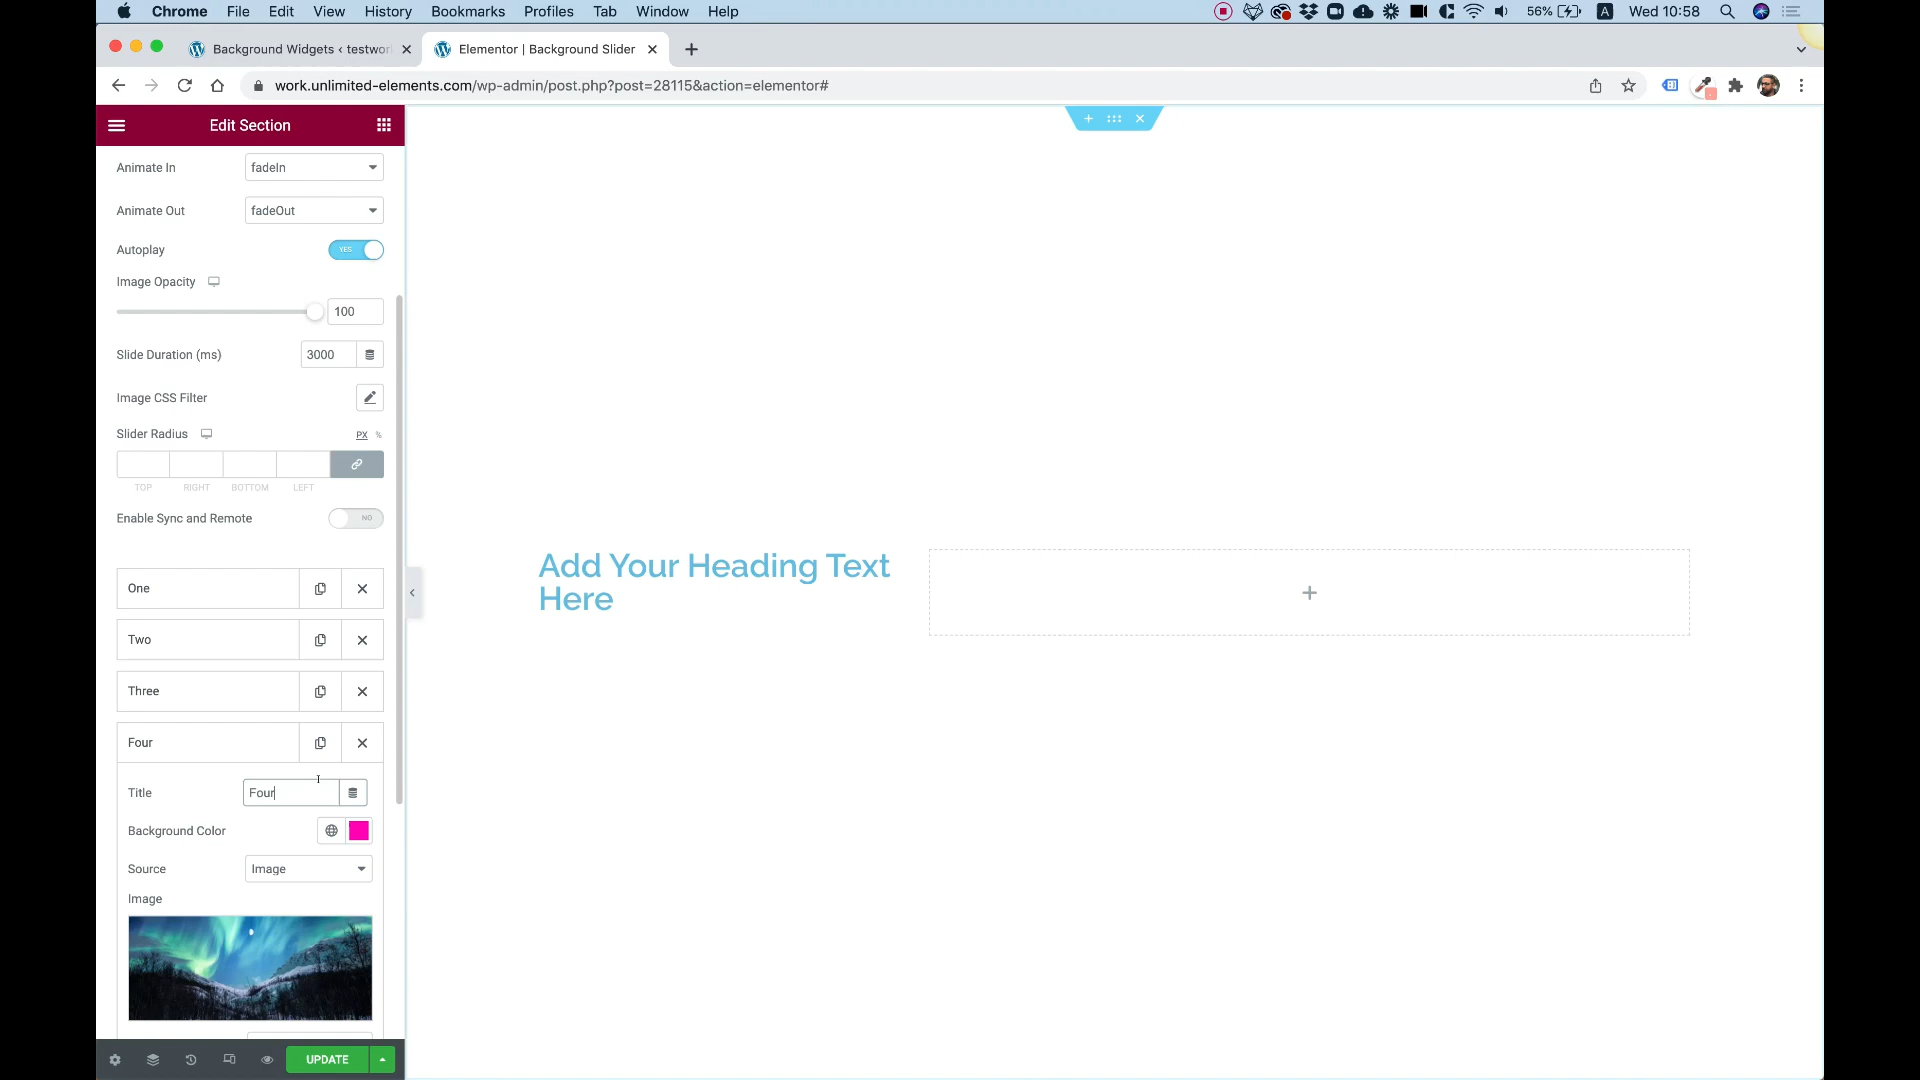 Chrome File Edit View History Bookmarks Profiles Tab Window Help 56% A Wed 10:58
Background Widgets ‹ testwor Elementor | Background Slider
work.unlimited-elements.com/wp-admin/post.php?post=28115&action=elementor#
Edit Section
Animate In fadeIn
Animate Out fadeOut
Autoplay YES
Image Opacity
100
Slide Duration (ms) 3000
Image CSS Filter
Slider Radius PX %
TOP RIGHT BOTTOM LEFT
Enable Sync and Remote NO
One
Two
Three
Four
Title Four
Background Color
Source Image
Image
UPDATE
Add Your Heading Text
Here